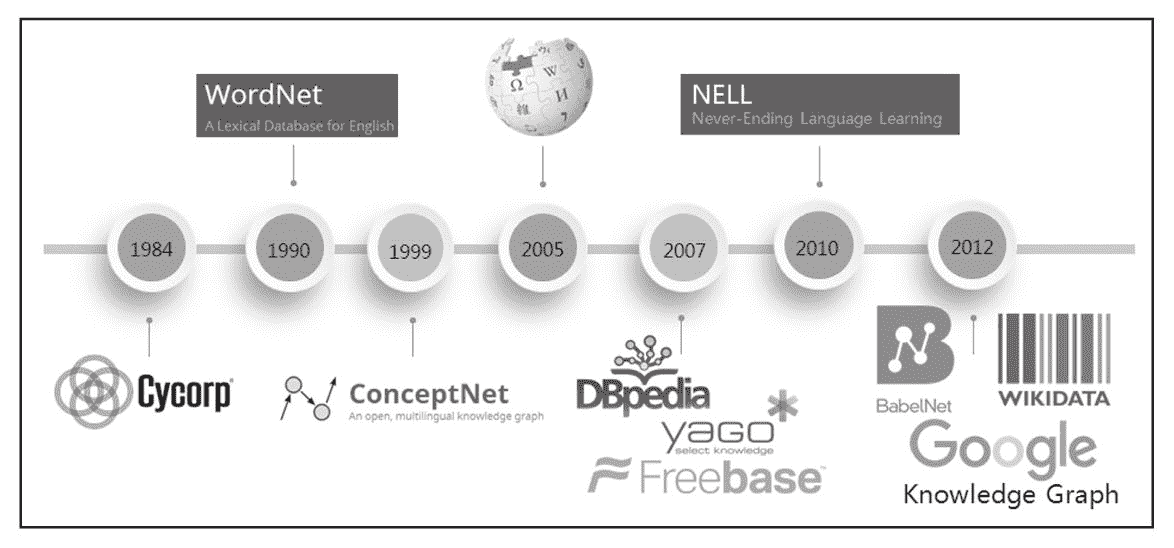 WordNet
A Lexical Database for English
Ω W И
NELL
Never-Ending Language Learning
1984
1990
1999
2005
2007
2010
2012
Cycorp
ConceptNet
An open, multilingual knowledge graph
DBpedia
yago
select knowledge
Freebase™
BabelNet
WIKIDATA
Google
Knowledge Graph